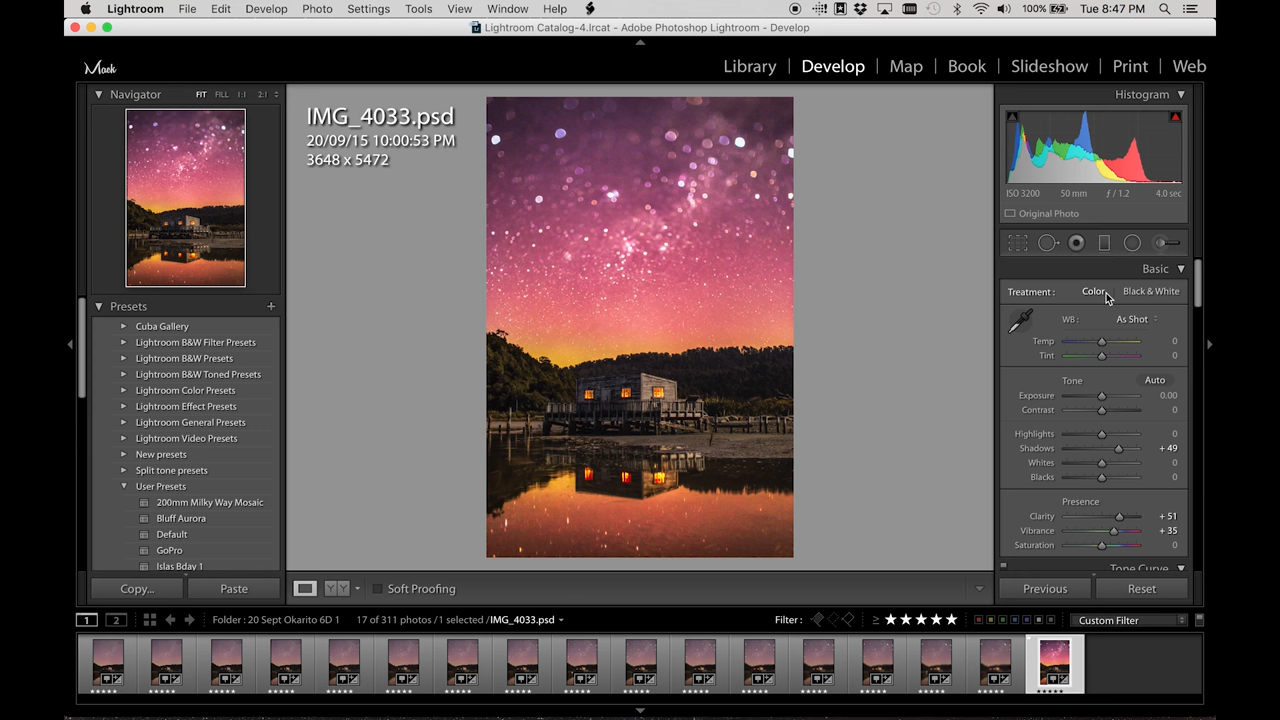 Lightroom File Edit Develop Photo Settings Tools View Window Help 100% Tue 8:47 PM
Lightroom Catalog-4.lrcat - Adobe Photoshop Lightroom - Develop
Mack
Library | Develop | Map | Book | Slideshow | Print | Web
Navigator FIT FILL 1:1 2:1
Histogram
IMG_4033.psd
20/09/15 10:00:53 PM
3648 x 5472
ISO 3200 50 mm ƒ / 1.2 4.0 sec
Original Photo
Basic
Treatment : Color Black & White
WB : As Shot
Temp 0
Tint 0
Tone Auto
Exposure 0.00
Contrast 0
Highlights 0
Shadows + 49
Whites 0
Blacks 0
Presence
Clarity + 51
Vibrance + 35
Saturation 0
Tone Curve
Presets +
Cuba Gallery
Lightroom B&W Filter Presets
Lightroom B&W Presets
Lightroom B&W Toned Presets
Lightroom Color Presets
Lightroom Effect Presets
Lightroom General Presets
Lightroom Video Presets
New presets
Split tone presets
User Presets
200mm Milky Way Mosaic
Bluff Aurora
Default
GoPro
Islas Bday 1
Copy... Paste
Y Y Soft Proofing
Previous Reset
1 2 Folder : 20 Sept Okarito 6D 1 17 of 311 photos /1 selected /IMG_4033.psd Filter : ≥ ★★★★★ Custom Filter